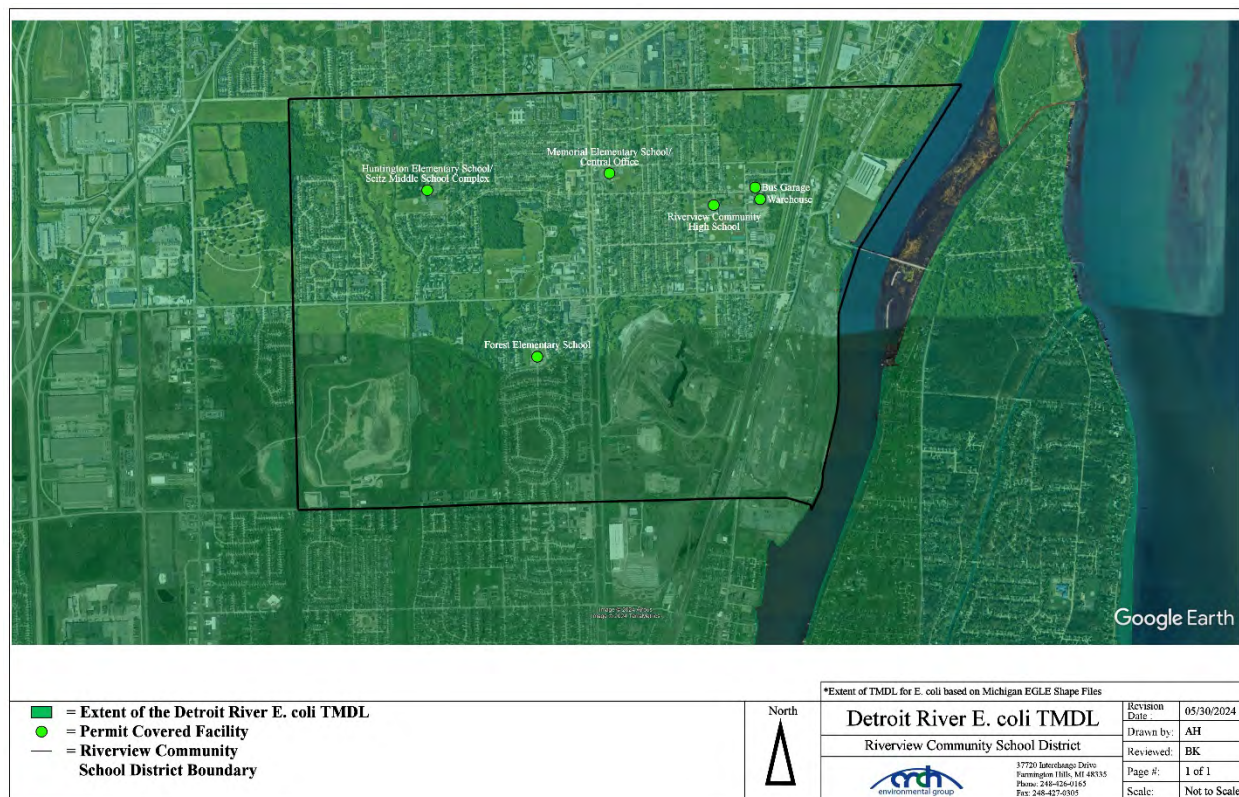 Memorial Elementary School/
Central Office
Huntington Elementary School/
Seitz Middle School Complex
Bus Garage
Warehouse
Riverview Community
High School
Forest Elementary School
Google Earth
= Extent of the Detroit River E. coli TMDL
= Permit Covered Facility
= Riverview Community
School District Boundary
North
*Extent of TMDL for E. coli based on Michigan EGLE Shape Files
Detroit River E. coli TMDL
Riverview Community School District
environmental group
37720 Interchange Drive
Farmington Hills, MI 48335
Phone: 248-426-0165
Fax: 248-427-0305
Revision
Date :
05/30/2024
Drawn by:
AH
Reviewed:
BK
Page #:
1 of 1
Scale:
Not to Scale